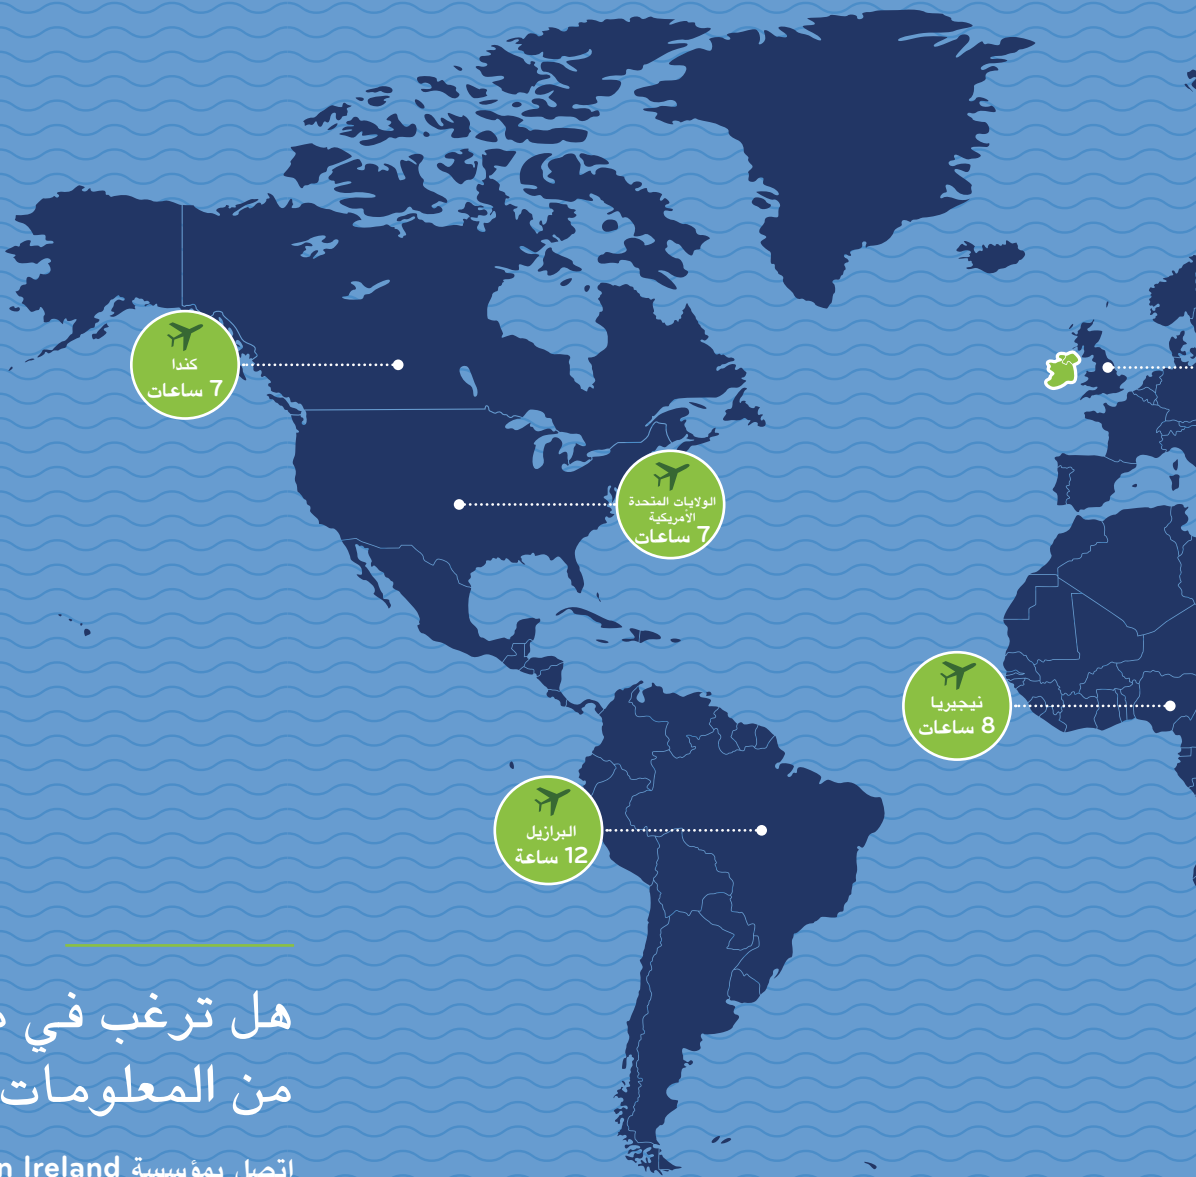 كندا
7 ساعات
الولايات المتحدة
الأمريكية
7 ساعات
نيجيريا
8 ساعات
البرازيل
12 ساعة
هل ترغب في
من المعلومات
اتصل بمؤسسة Ireland